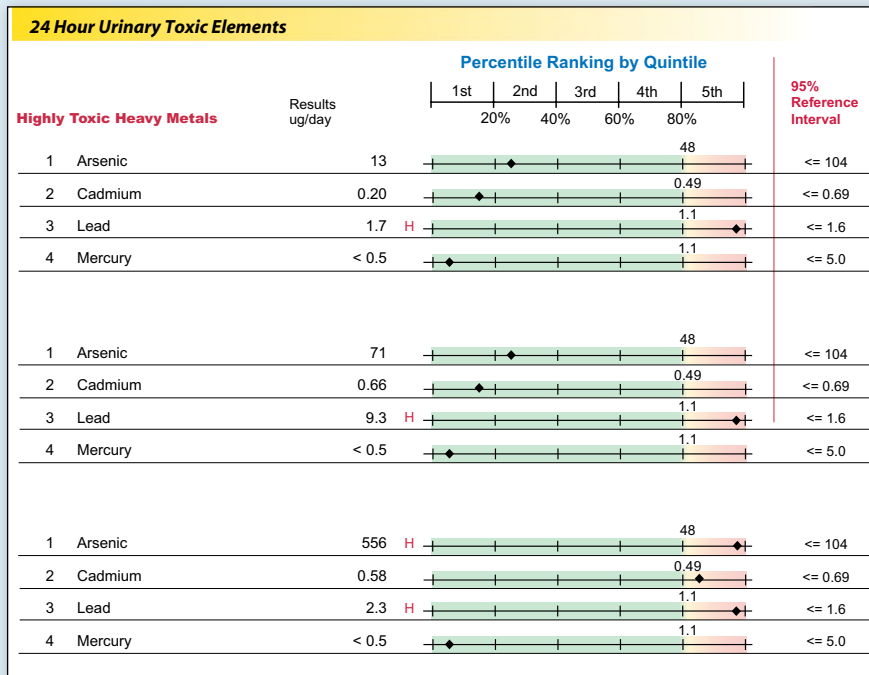 24 Hour Urinary Toxic Elements
Percentile Ranking by Quintile
1st 2nd 3rd 4th 5th
20% 40% 60% 80%
Highly Toxic Heavy Metals
Results
ug/day
95%
Reference
Interval
48
1 Arsenic 13 <= 104
0.49
2 Cadmium 0.20 <= 0.69
1.1
3 Lead 1.7 H <= 1.6
1.1
4 Mercury < 0.5 <= 5.0
48
1 Arsenic 71 <= 104
0.49
2 Cadmium 0.66 <= 0.69
1.1
3 Lead 9.3 H <= 1.6
1.1
4 Mercury < 0.5 <= 5.0
48
1 Arsenic 556 H <= 104
0.49
2 Cadmium 0.58 <= 0.69
1.1
3 Lead 2.3 H <= 1.6
1.1
4 Mercury < 0.5 <= 5.0